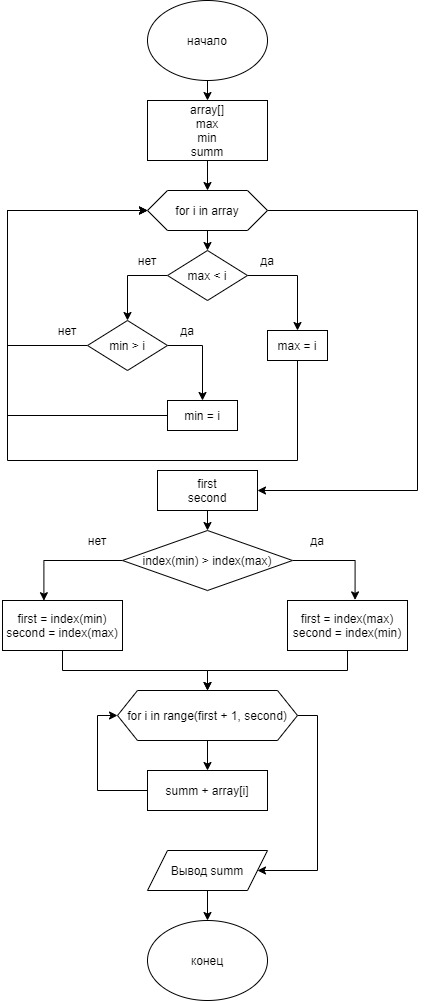 начало
array[]
max
min
summ
for i in array
нет
да
max < i
нет
да
min > i
max = i
min = i
first
second
нет
да
index(min) > index(max)
first = index(min)
second = index(max)
first = index(max)
second = index(min)
for i in range(first + 1, second)
summ + array[i]
Вывод summ
конец